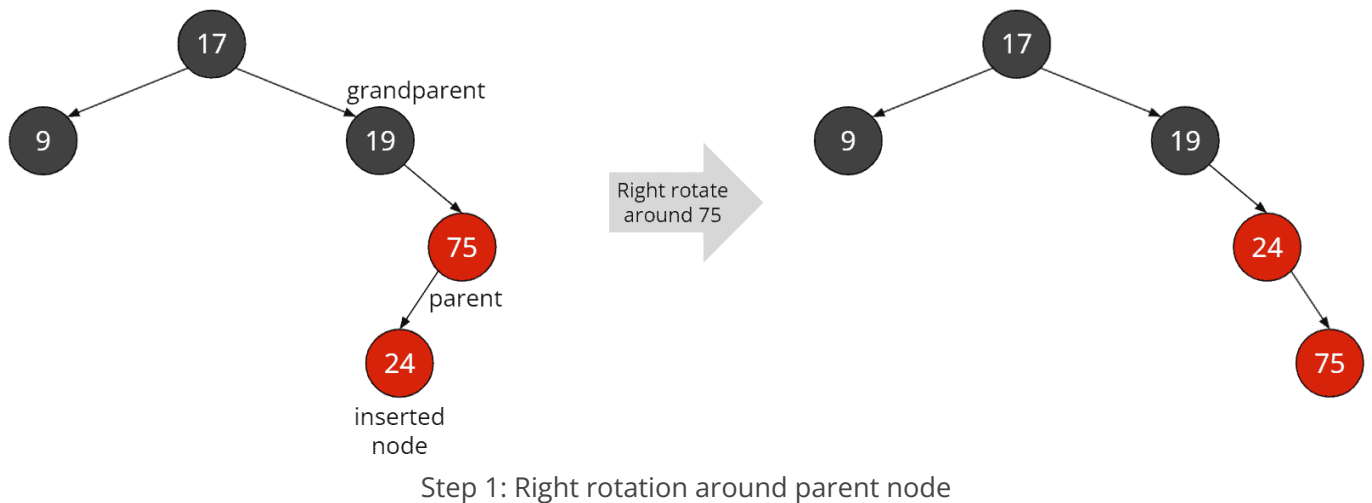 17
grandparent
9
19
75
parent
24
inserted
node
Right rotate
around 75
17
9
19
24
75
Step 1: Right rotation around parent node